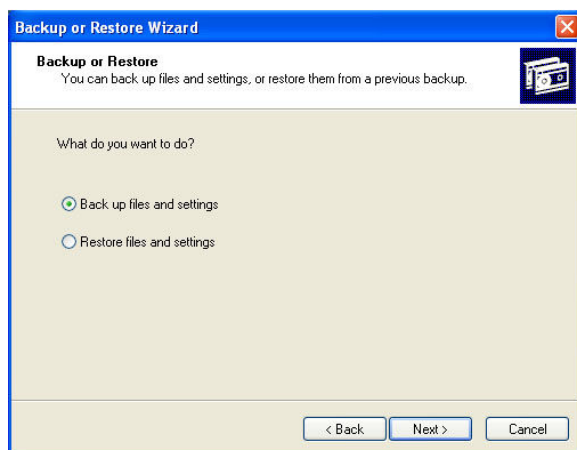 Backup or Restore Wizard
Backup or Restore
You can back up files and settings, or restore them from a previous backup.
What do you want to do?
Back up files and settings
Restore files and settings
< Back Next > Cancel